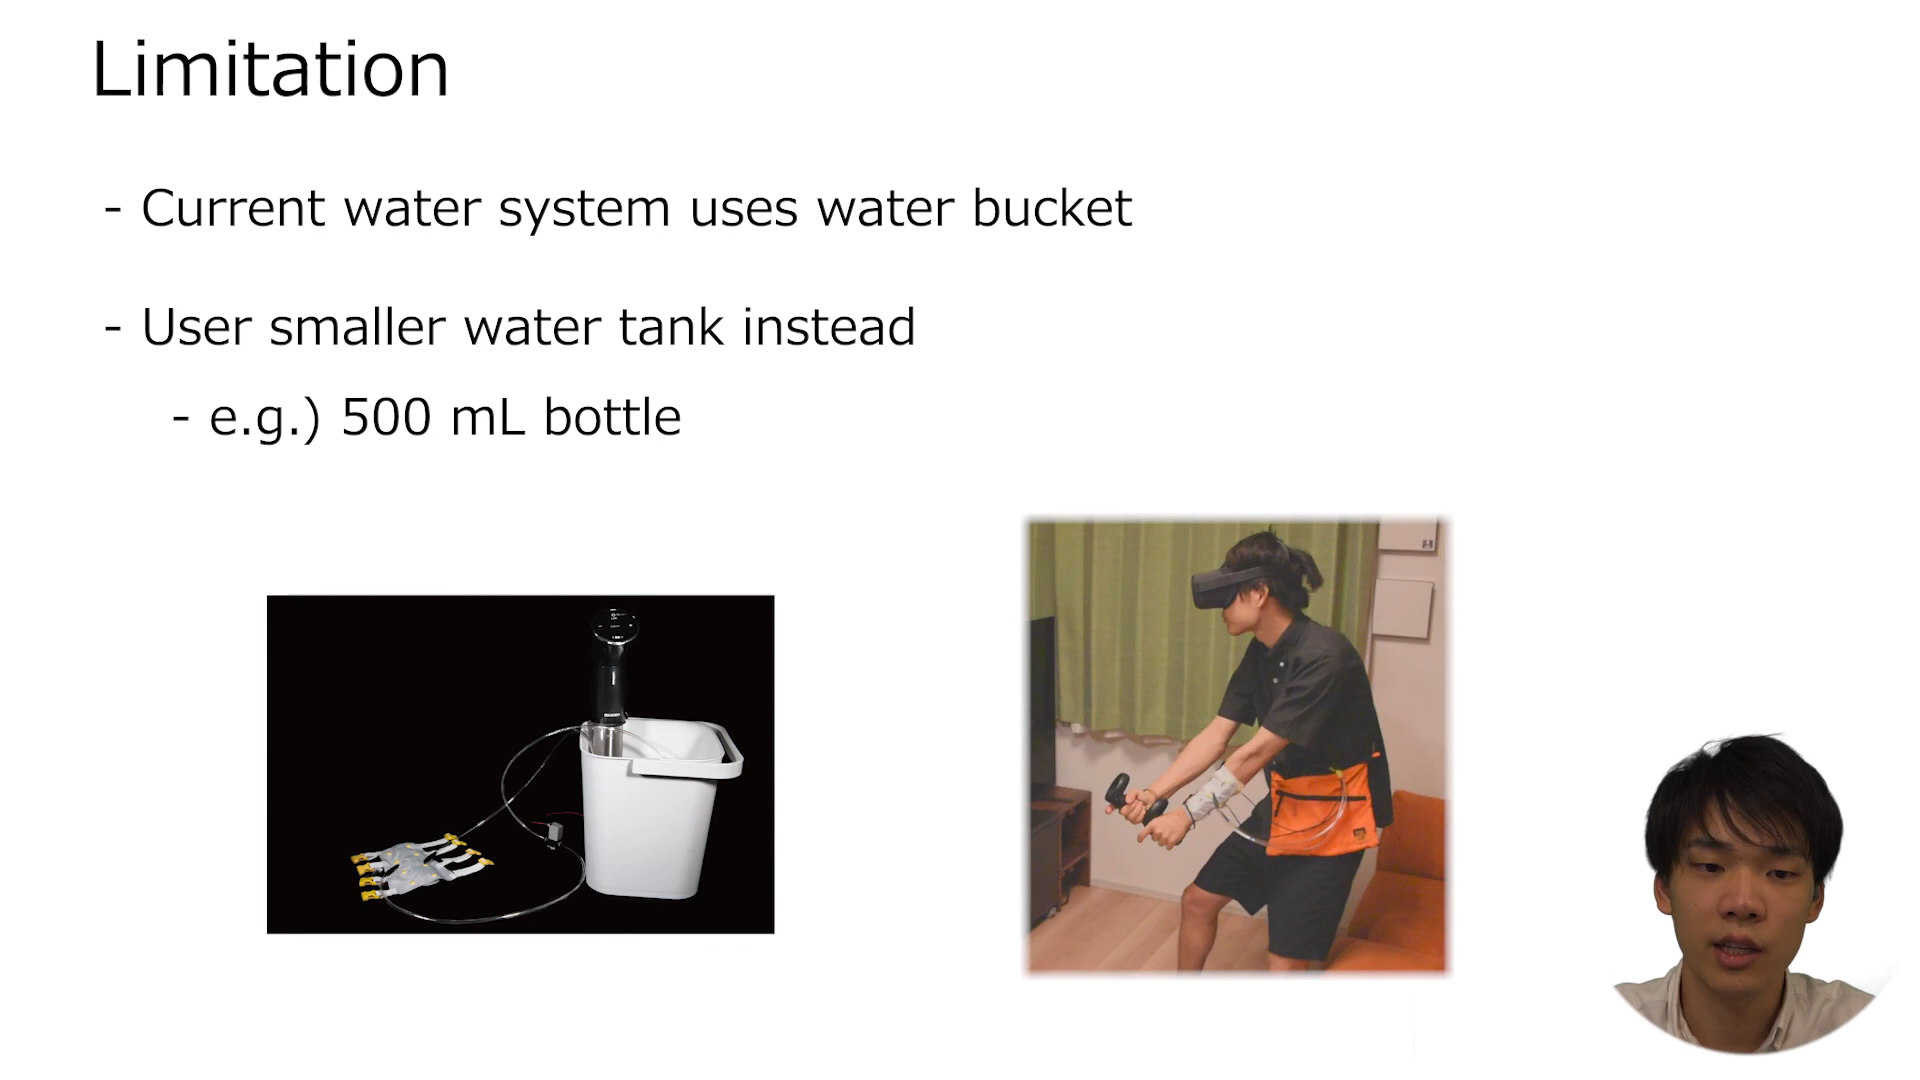 Limitation
- Current water system uses water bucket
- User smaller water tank instead
- e.g.) 500 mL bottle